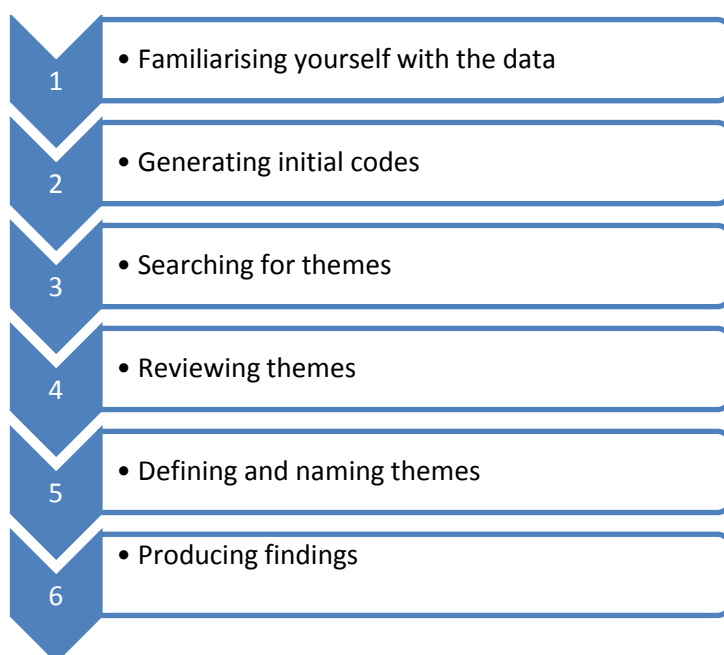 1
• Familiarising yourself with the data
2
• Generating initial codes
3
• Searching for themes
4
• Reviewing themes
5
• Defining and naming themes
6
• Producing findings